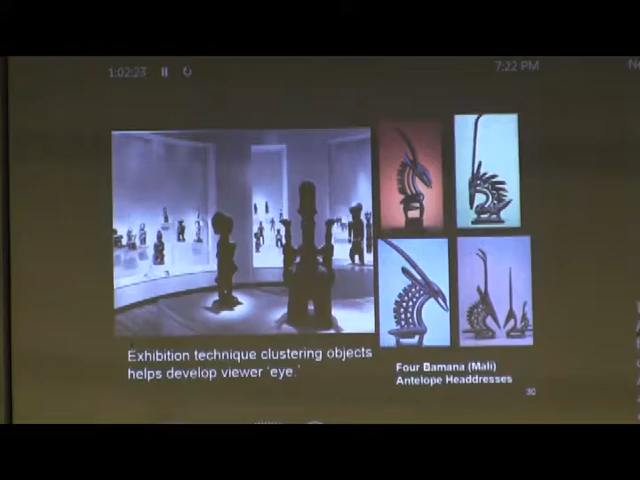 1:02:23
7:22 PM
Exhibition technique clustering objects
helps develop viewer 'eye.'
Four Bamana (Mali)
Antelope Headdresses
30